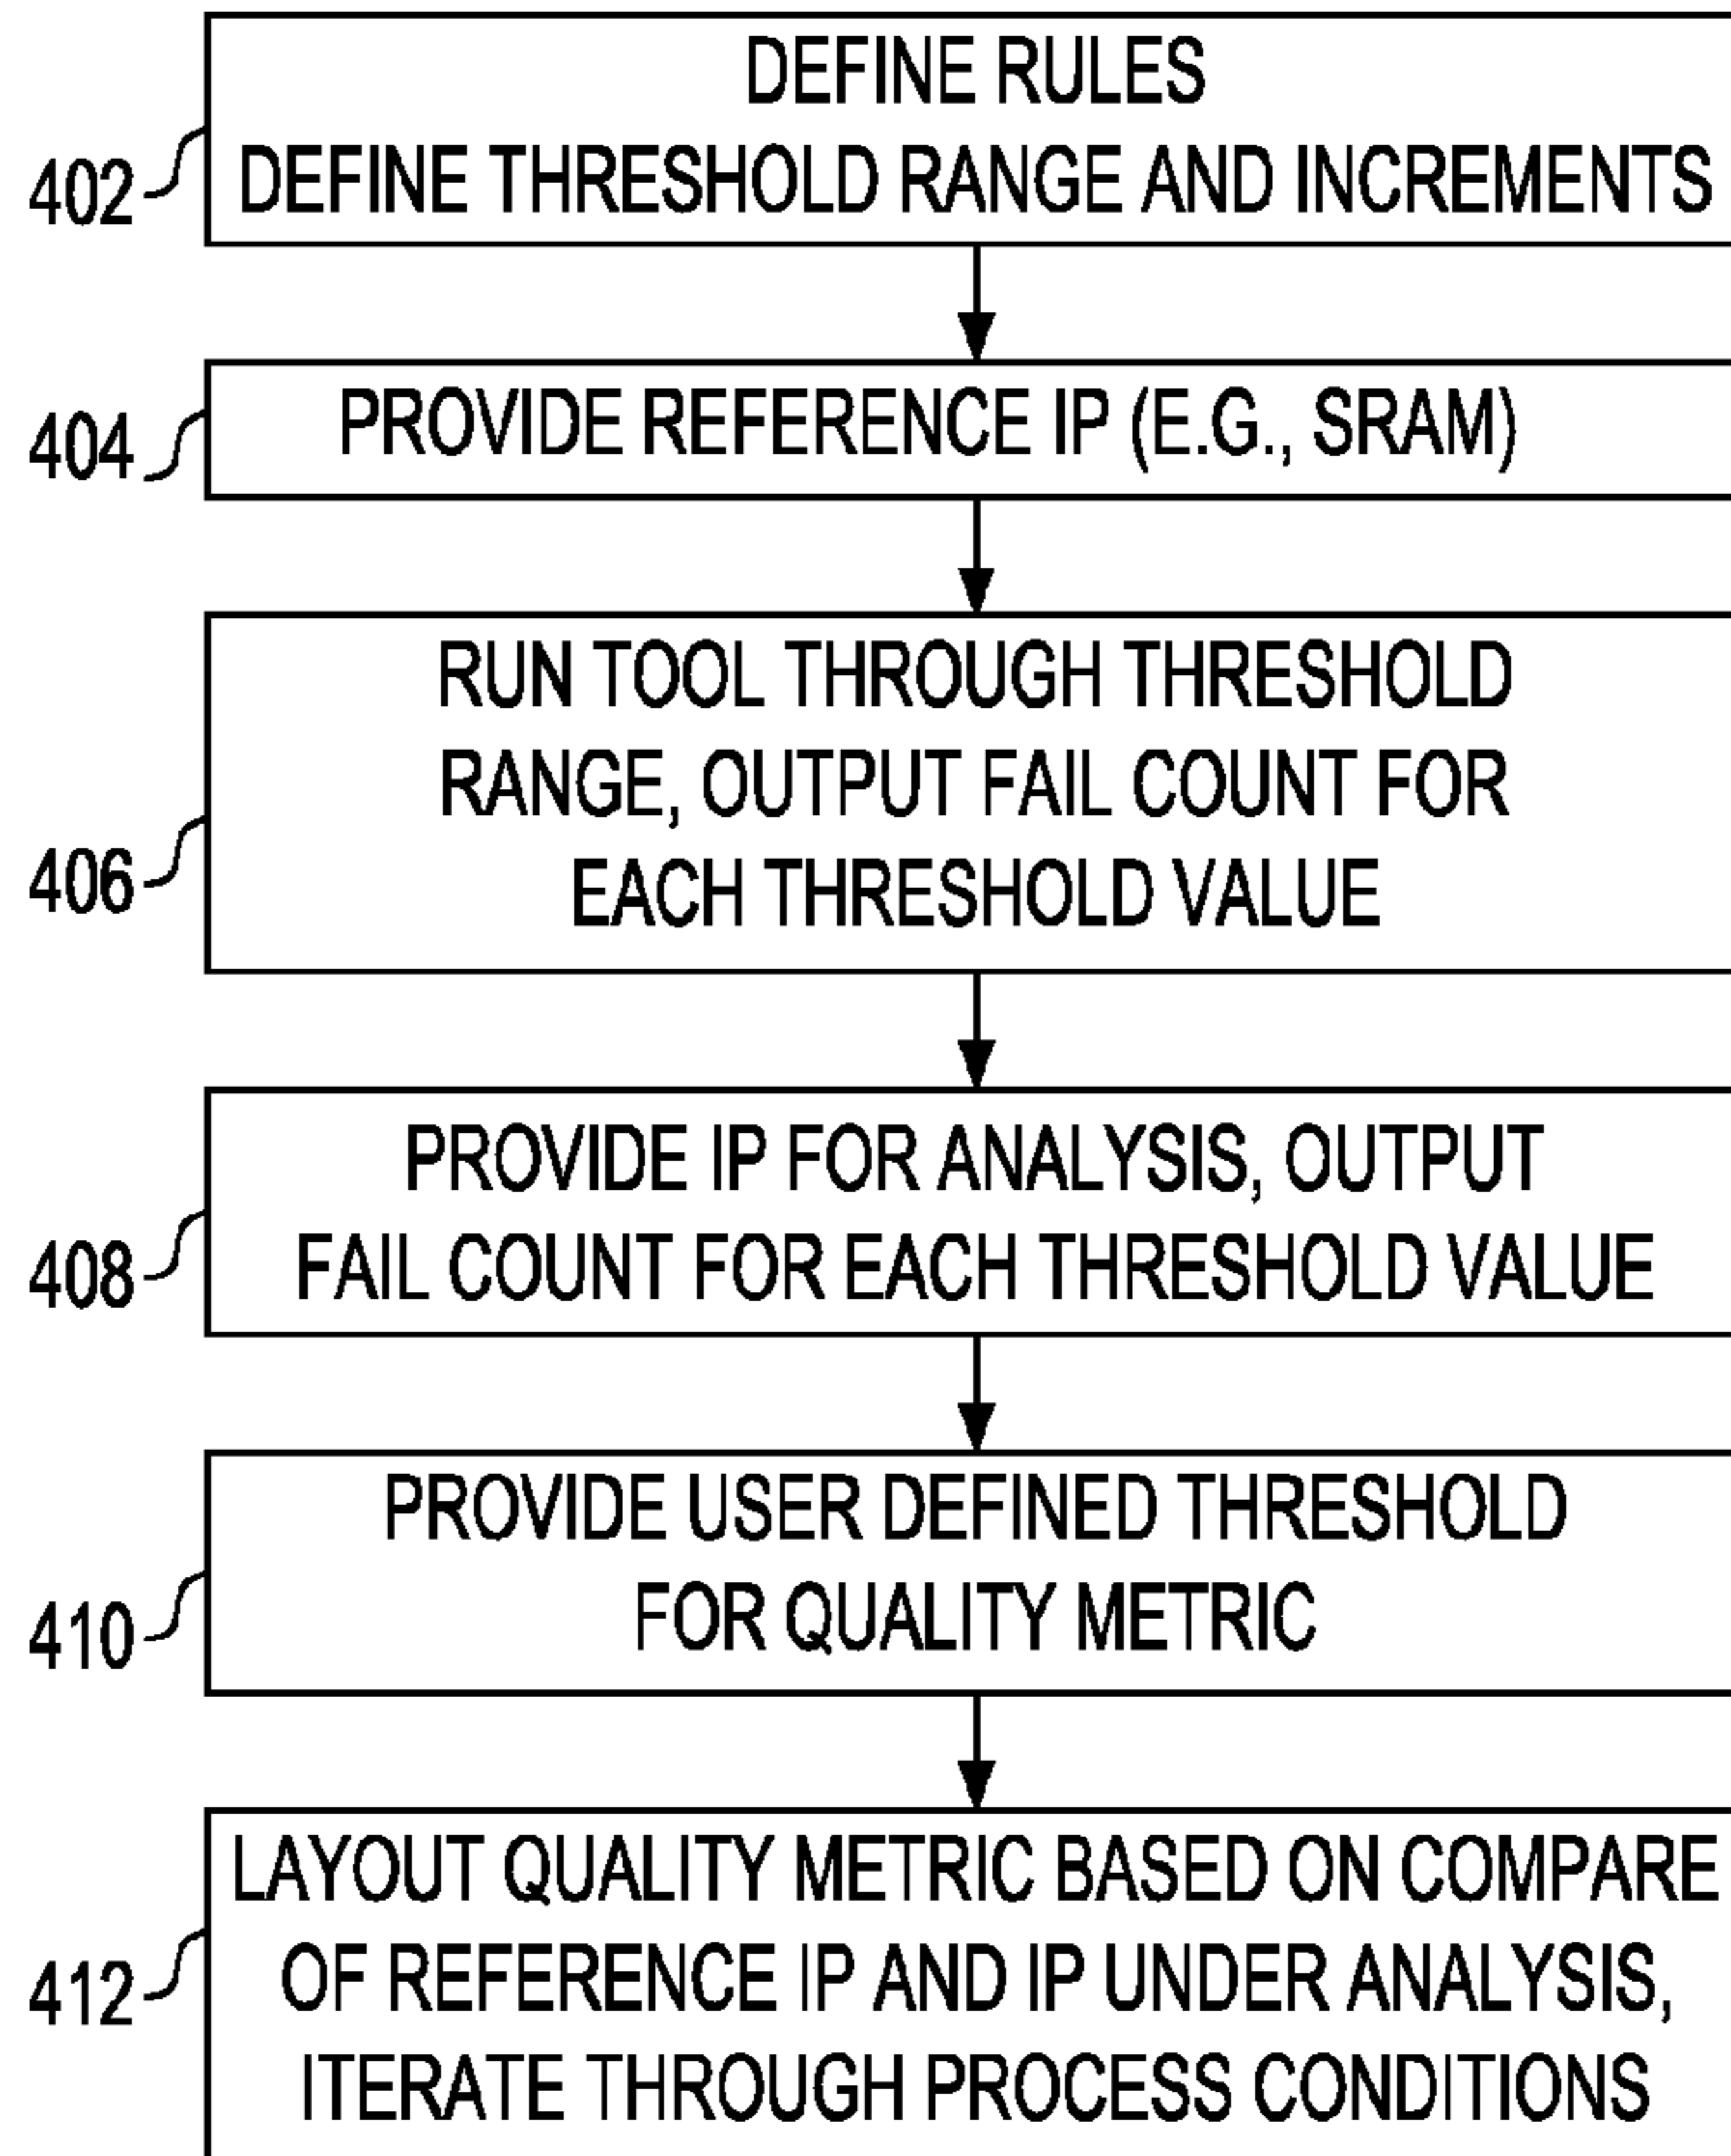 DEFINE RULES
DEFINE THRESHOLD RANGE AND INCREMENTS
402
PROVIDE REFERENCE IP (E.G., SRAM)
404
RUN TOOL THROUGH THRESHOLD
RANGE, OUTPUT FAIL COUNT FOR
EACH THRESHOLD VALUE
406
PROVIDE IP FOR ANALYSIS, OUTPUT
FAIL COUNT FOR EACH THRESHOLD VALUE
408
PROVIDE USER DEFINED THRESHOLD
FOR QUALITY METRIC
410
LAYOUT QUALITY METRIC BASED ON COMPARE
OF REFERENCE IP AND IP UNDER ANALYSIS,
ITERATE THROUGH PROCESS CONDITIONS
412